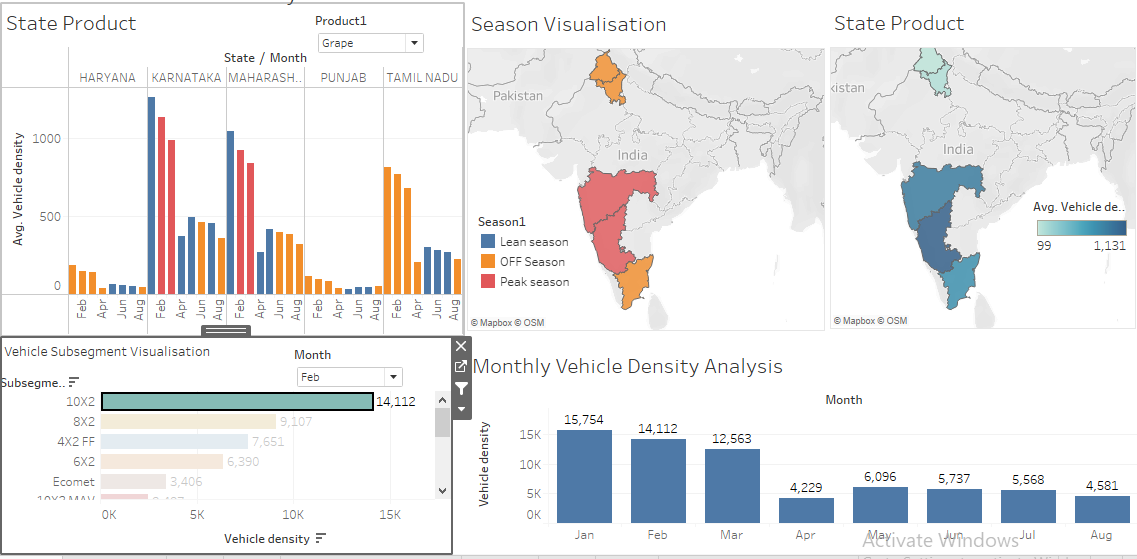 State Product
Product1
Grape
State / Month
HARYANA
KARNATAKA
MAHARASH..
PUNJAB
TAMIL NADU
Avg. Vehicle density
1000
500
0
Feb Apr Jun Aug Feb Apr Jun Aug Feb Apr Jun Aug Feb Apr Jun Aug Feb Apr Jun Aug
Season Visualisation
Pakistan
India
Season1
Lean season
OFF Season
Peak season
© Mapbox © OSM
State Product
kistan
India
Avg. Vehicle de..
99 1,131
© Mapbox © OSM
Vehicle Subsegment Visualisation
Month
Feb
Subsegme..
10X2 14,112
8X2 9,107
4X2 FF 7,651
6X2 6,390
Ecomet 3,406
0K 5K 10K 15K
Vehicle density
Monthly Vehicle Density Analysis
Month
Vehicle density
15K
10K
5K
0K
15,754 14,112 12,563 4,229 6,096 5,737 5,568 4,581
Jan Feb Mar Apr May Jun Jul Aug
Activate Windows